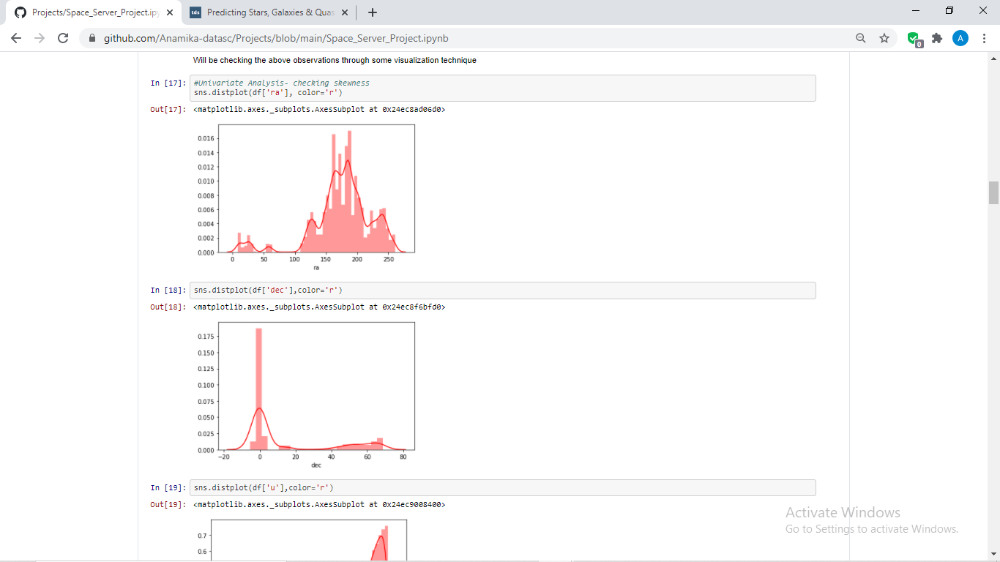 Projects/Space_Server_Project.ip
Predicting Stars, Galaxies & Quas
github.com/Anamika-datasc/Projects/blob/main/Space_Server_Project.ipynb
0
A
Will be checking the above observations through some visualization technique
In [17]:
#Univariate Analysis- checking skewness
sns.distplot(df['ra'], color='r')
Out[17]: <matplotlib.axes._subplots.AxesSubplot at 0x24ec8ad06d0>
0.016
0.014
0.012
0.010
0.008
0.006
0.004
0.002
0.000
0 50 100 150 200 250
ra
In [18]: sns.distplot(df['dec'],color='r')
Out[18]: <matplotlib.axes._subplots.AxesSubplot at 0x24ec8f6bfd0>
0.175
0.150
0.125
0.100
0.075
0.050
0.025
0.000
−20 0 20 40 60 80
dec
In [19]: sns.distplot(df['u'],color='r')
Out[19]: <matplotlib.axes._subplots.AxesSubplot at 0x24ec9008400>
0.7
0.6
Activate Windows
Go to Settings to activate Windows.